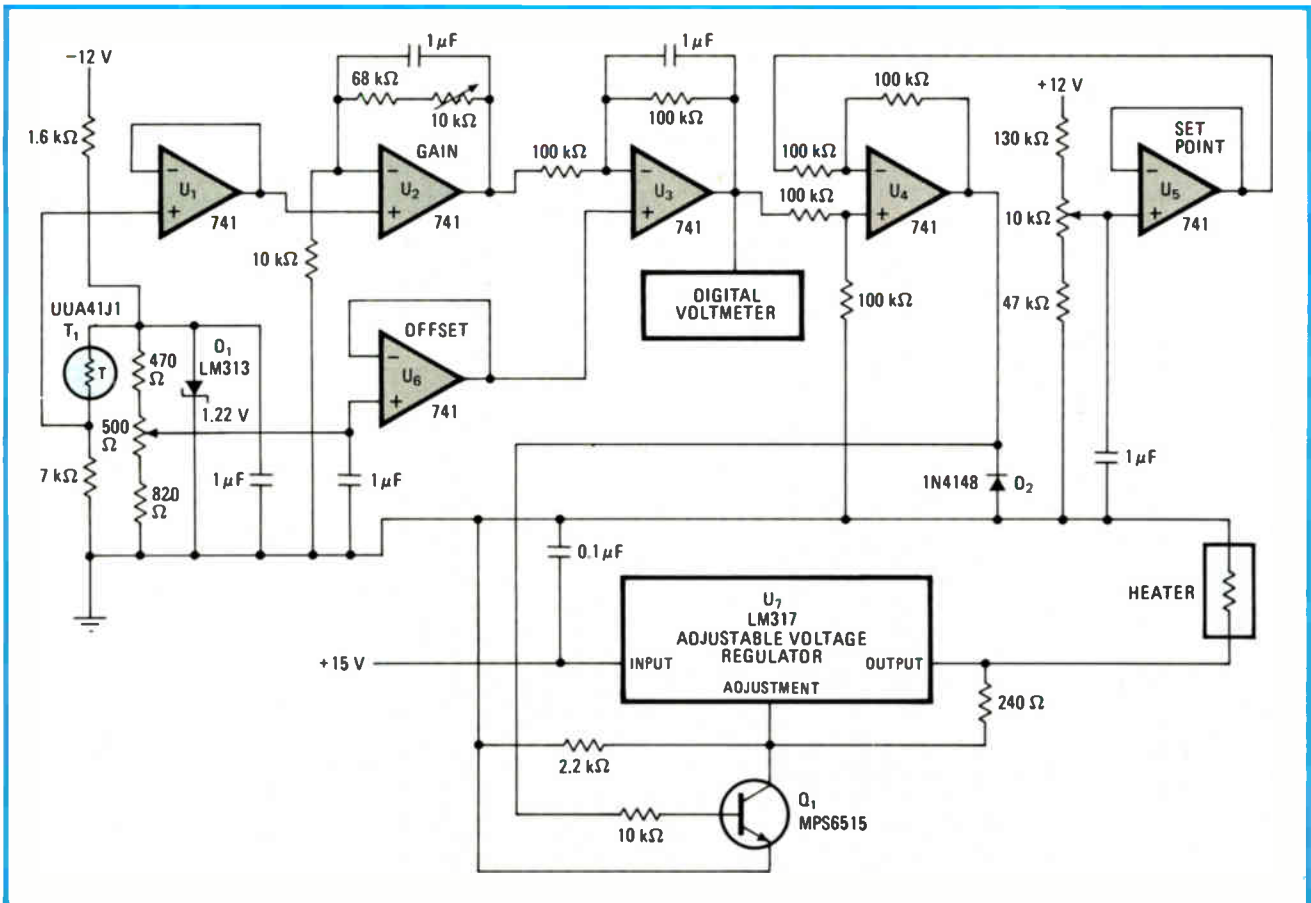 −12 V
1.6 kΩ
U1
741
1 µF
68 kΩ
10 kΩ
GAIN
U2
741
10 kΩ
1 µF
100 kΩ
100 kΩ
U3
741
DIGITAL
VOLTMETER
100 kΩ
100 kΩ
100 kΩ
U4
741
100 kΩ
+12 V
130 kΩ
10 kΩ
47 kΩ
SET
POINT
U5
741
1 µF
UUA41J1
T1
T
7 kΩ
470
Ω
500
Ω
820
Ω
D1
LM313
1.22 V
1 µF
OFFSET
U6
741
1 µF
1N4148
D2
0.1 µF
+15 V
U7
LM317
ADJUSTABLE VOLTAGE
REGULATOR
INPUT
OUTPUT
ADJUSTMENT
HEATER
240 Ω
2.2 kΩ
10 kΩ
Q1
MPS6515